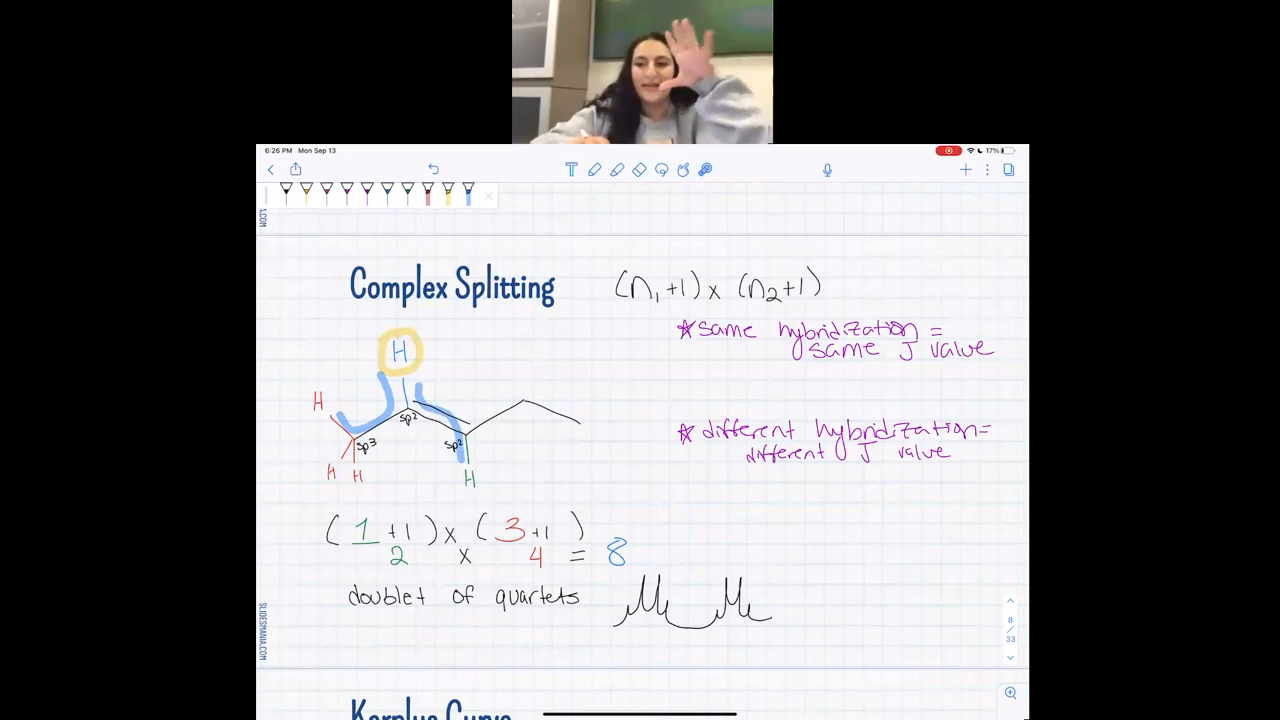 6:26 PM Mon Sep 13
17%
T
.COM
Complex Splitting
(n₁+1) x (n₂+1)
*same hybridization =
same J value
H
H
sp2
sp3
sp2
H H
H
*different hybridization=
different J value
(1+1) x (3+1)
2 x 4 = 8
doublet of quartets
SLIDESMANIA.COM
8
/
33
Karplus Curve